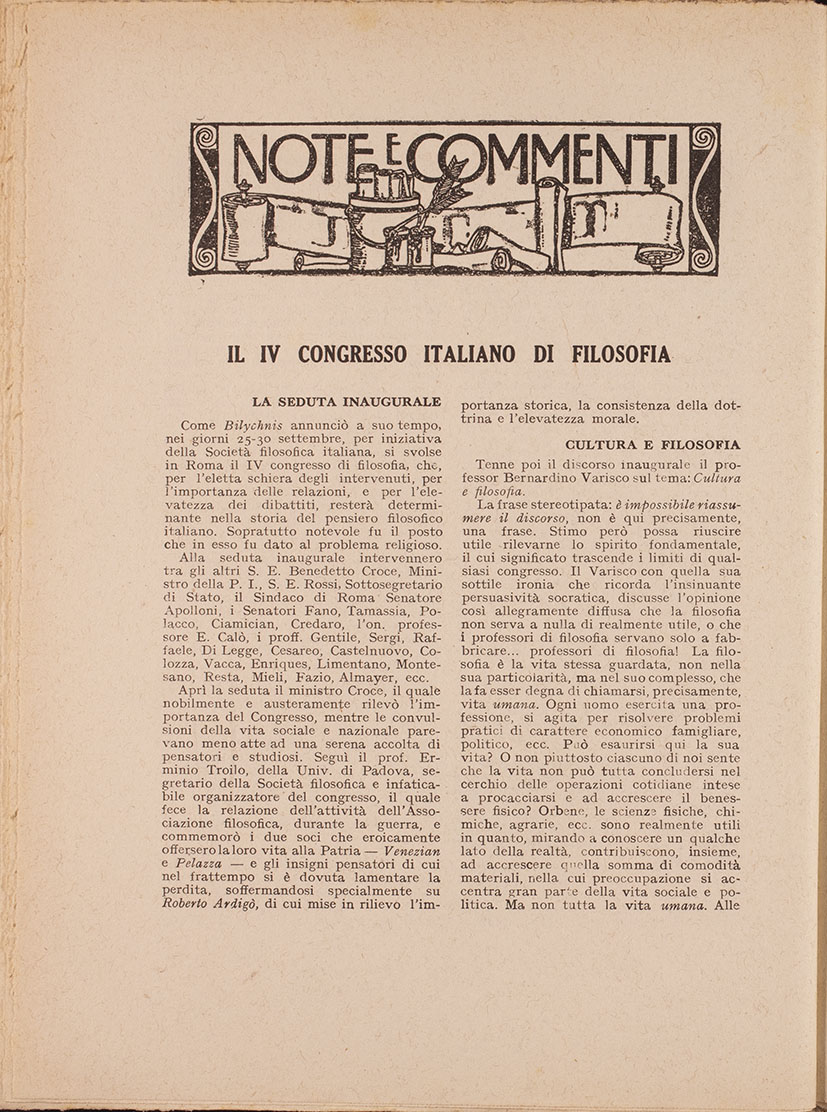 NOTE E COMMENTI
IL IV CONGRESSO ITALIANO DI FILOSOFIA
LA SEDUTA INAUGURALE
Come Bilychnis annunciò a suo tempo,
nei giorni 25-30 settembre, per iniziativa
della Società filosofica italiana, si svolse
in Roma il IV congresso di filosofia, che,
per l'eletta schiera degli intervenuti, per
l'importanza delle relazioni, e per l'ele-
vatezza dei dibattiti, resterà determi-
nante nella storia del pensiero filosofico
italiano. Sopratutto notevole fu il posto
che in esso fu dato al problema religioso.
Alla seduta inaugurale intervennero
tra gli altri S. E. Benedetto Croce, Mini-
stro della P. I., S. E. Rossi, Sottosegretario
di Stato, il Sindaco di Roma Senatore
Apolloni, i Senatori Fano, Tamassia, Po-
lacco, Ciamician, Credaro, l'on. profes-
sore E. Calò, i proff. Gentile, Sergi, Raf-
faele, Di Legge, Cesareo, Castelnuovo, Co-
lozza, Vacca, Enriques, Limentano, Monte-
sano, Resta, Mieli, Fazio, Almayer, ecc.
Aprì la seduta il ministro Croce, il quale
nobilmente e austeramente rilevò l'im-
portanza del Congresso, mentre le convul-
sioni della vita sociale e nazionale pare-
vano meno atte ad una serena accolta di
pensatori e studiosi. Seguì il prof. Er-
minio Troilo, della Univ. di Padova, se-
gretario della Società filosofica e infatica-
bile organizzatore del congresso, il quale
fece la relazione dell'attività dell'Asso-
ciazione filosofica, durante la guerra, e
commemorò i due soci che eroicamente
offersero la loro vita alla Patria — Venezian
e Pelazza — e gli insigni pensatori di cui
nel frattempo si è dovuta lamentare la
perdita, soffermandosi specialmente su
Roberto Ardigò, di cui mise in rilievo l'im-
portanza storica, la consistenza della dot-
trina e l'elevatezza morale.
CULTURA E FILOSOFIA
Tenne poi il discorso inaugurale il pro-
fessor Bernardino Varisco sul tema: Cultura
e filosofia.
La frase stereotipata: è impossibile riassu-
mere il discorso, non è qui precisamente,
una frase. Stimo però possa riuscire
utile rilevarne lo spirito fondamentale,
il cui significato trascende i limiti di qual-
siasi congresso. Il Varisco con quella sua
sottile ironia che ricorda l'insinuante
persuasività socratica, discusse l'opinione
così allegramente diffusa che la filosofia
non serva a nulla di realmente utile, o che
i professori di filosofia servano solo a fab-
bricare... professori di filosofia! La filo-
sofia è la vita stessa guardata, non nella
sua particolarità, ma nel suo complesso, che
la fa esser degna di chiamarsi, precisamente,
vita umana. Ogni uomo esercita una pro-
fessione, si agita per risolvere problemi
pratici di carattere economico famigliare,
politico, ecc. Può esaurirsi qui la sua
vita? O non piuttosto ciascuno di noi sente
che la vita non può tutta concludersi nel
cerchio delle operazioni cotidiane intese
a procacciarsi e ad accrescere il benes-
sere fisico? Orbene, le scienze fisiche, chi-
miche, agrarie, ecc. sono realmente utili
in quanto, mirando a conoscere un qualche
lato della realtà, contribuiscono, insieme,
ad accrescere quella somma di comodità
materiali, nella cui preoccupazione si ac-
centra gran parte della vita sociale e po-
litica. Ma non tutta la vita umana. Alle